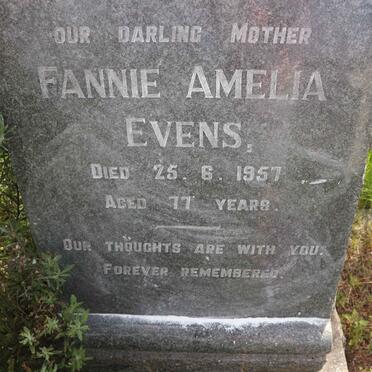 OUR DARLING MOTHER
FANNIE AMELIA
EVENS,
DIED 25. 6. 1957
AGED 77 YEARS.
OUR THOUGHTS ARE WITH YOU.
FOREVER REMEMBERED.